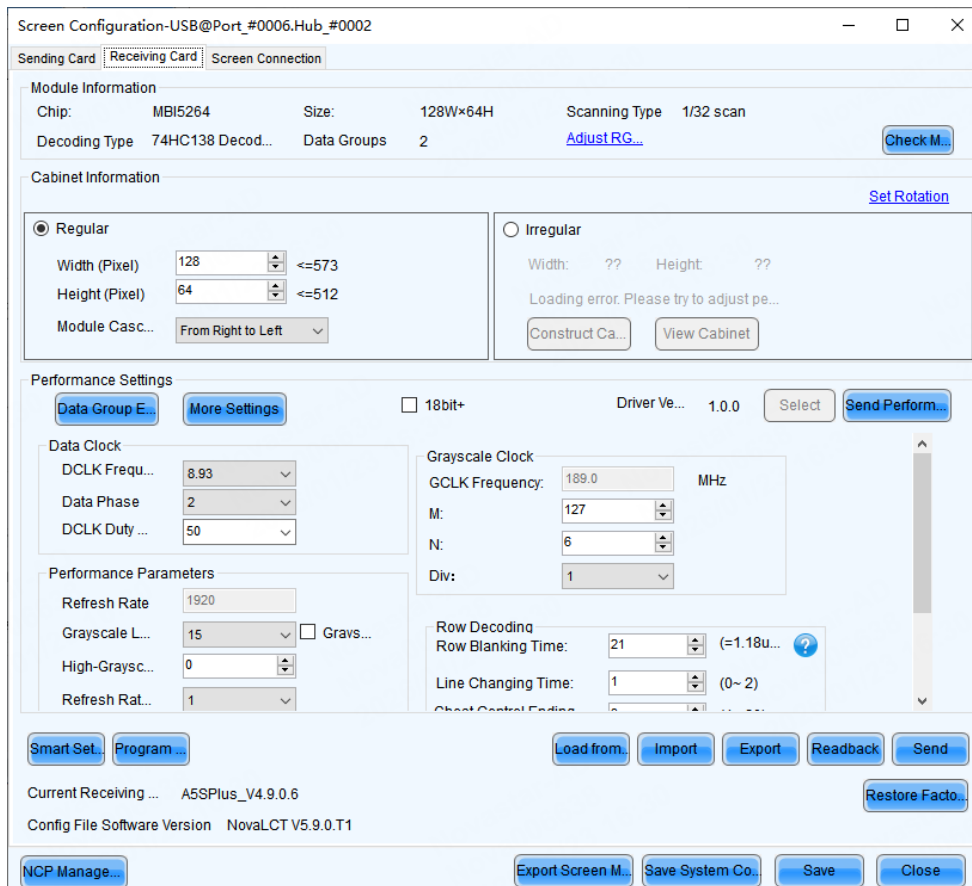 Screen Configuration-USB@Port_#0006.Hub_#0002
Sending Card Receiving Card Screen Connection
Module Information
Chip: MBI5264 Size: 128W×64H Scanning Type 1/32 scan
Decoding Type 74HC138 Decod... Data Groups 2 Adjust RG... Check M...
Cabinet Information
Set Rotation
Regular
Width (Pixel) 128 <=573
Height (Pixel) 64 <=512
Module Casc... From Right to Left
Irregular
Width: ?? Height: ??
Loading error. Please try to adjust pe...
Construct Ca... View Cabinet
Performance Settings
Data Group E... More Settings 18bit+ Driver Ve... 1.0.0 Select Send Perform...
Data Clock
DCLK Frequ... 8.93
Data Phase 2
DCLK Duty ... 50
Grayscale Clock
GCLK Frequency: 189.0 MHz
M: 127
N: 6
Div: 1
Performance Parameters
Refresh Rate 1920
Grayscale L... 15 Grays...
High-Graysc... 0
Refresh Rat... 1
Row Decoding
Row Blanking Time: 21 (=1.18u... ?
Line Changing Time: 1 (0~ 2)
Smart Set... Program ... Load from... Import Export Readback Send
Current Receiving ... A5SPlus_V4.9.0.6 Restore Facto...
Config File Software Version NovaLCT V5.9.0.T1
NCP Manage... Export Screen M... Save System Co... Save Close